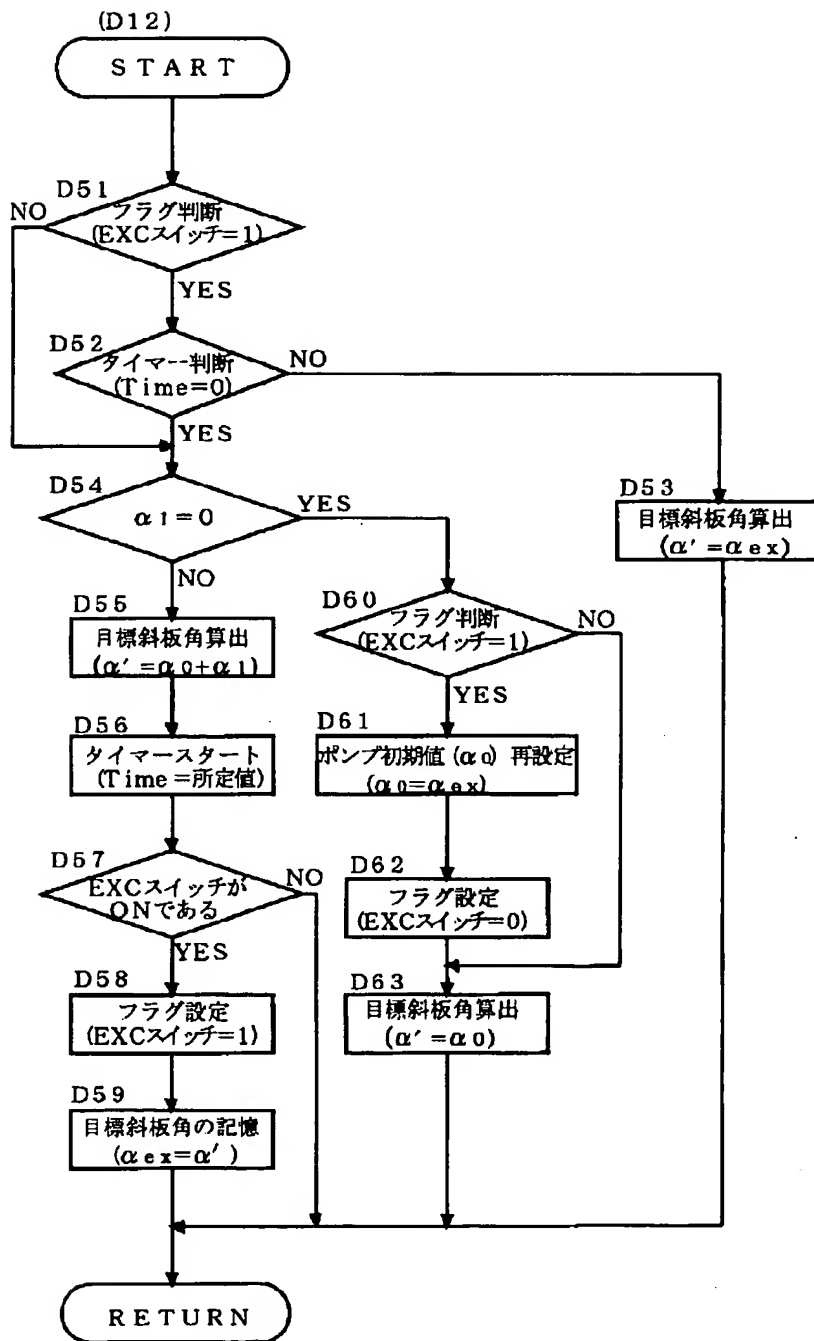 (D12)
START
D51
NO
フラグ判断
(EXCスイッチ=1)
YES
D52
タイマー判断
(Time=0)
NO
YES
D54
α1=0
YES
NO
D53
目標斜板角算出
(α'=αex)
D55
目標斜板角算出
(α'=α0+α1)
D60
フラグ判断
(EXCスイッチ=1)
NO
YES
D56
タイマースタート
(Time=所定値)
D61
ポンプ初期値(α0)再設定
(α0=αex)
D57
EXCスイッチが
ONである
NO
YES
D62
フラグ設定
(EXCスイッチ=0)
D58
フラグ設定
(EXCスイッチ=1)
D63
目標斜板角算出
(α'=α0)
D59
目標斜板角の記憶
(αex=α')
RETURN